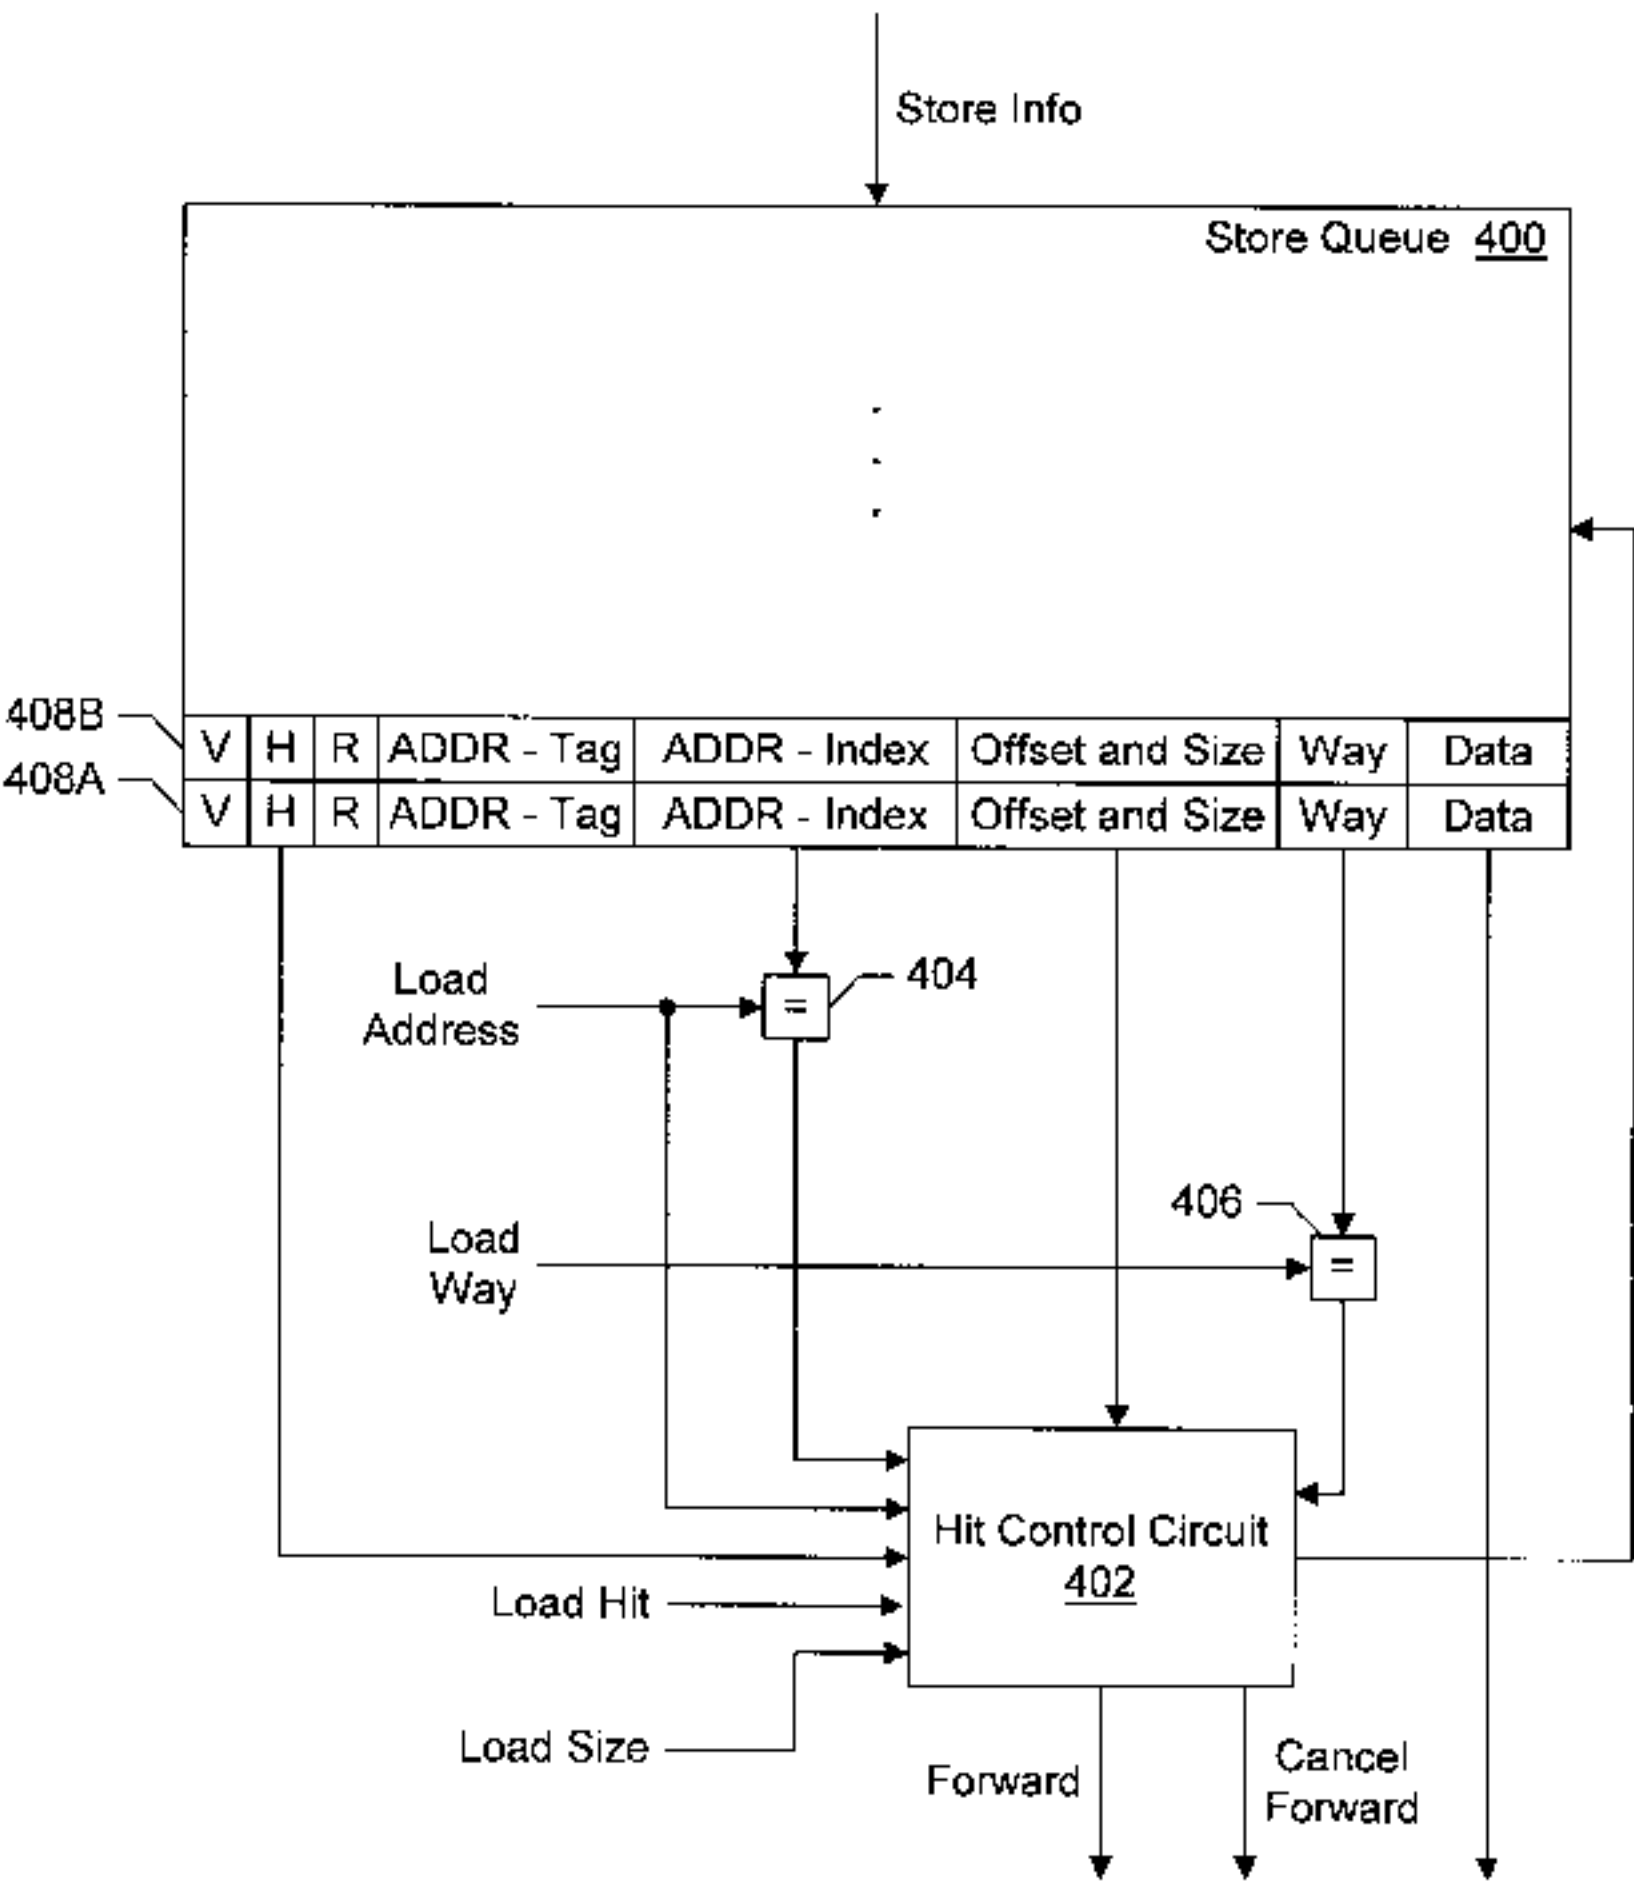 Store Info
Store Queue 400
408B
V H R ADDR - Tag ADDR - Index Offset and Size Way Data
408A
V H R ADDR - Tag ADDR - Index Offset and Size Way Data
Load
Address
=
404
406
Load
Way
=
Hit Control Circuit
402
Load Hit
Load Size
Forward
Cancel
Forward